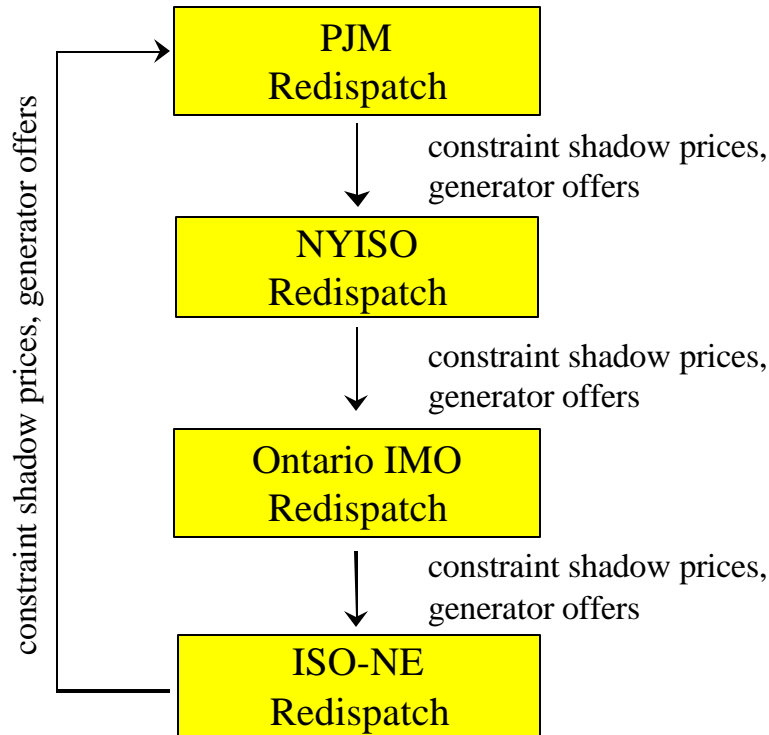 PJM
Redispatch
constraint shadow prices,
generator offers
NYISO
Redispatch
constraint shadow prices,
generator offers
Ontario IMO
Redispatch
constraint shadow prices,
generator offers
ISO-NE
Redispatch
constraint shadow prices, generator offers